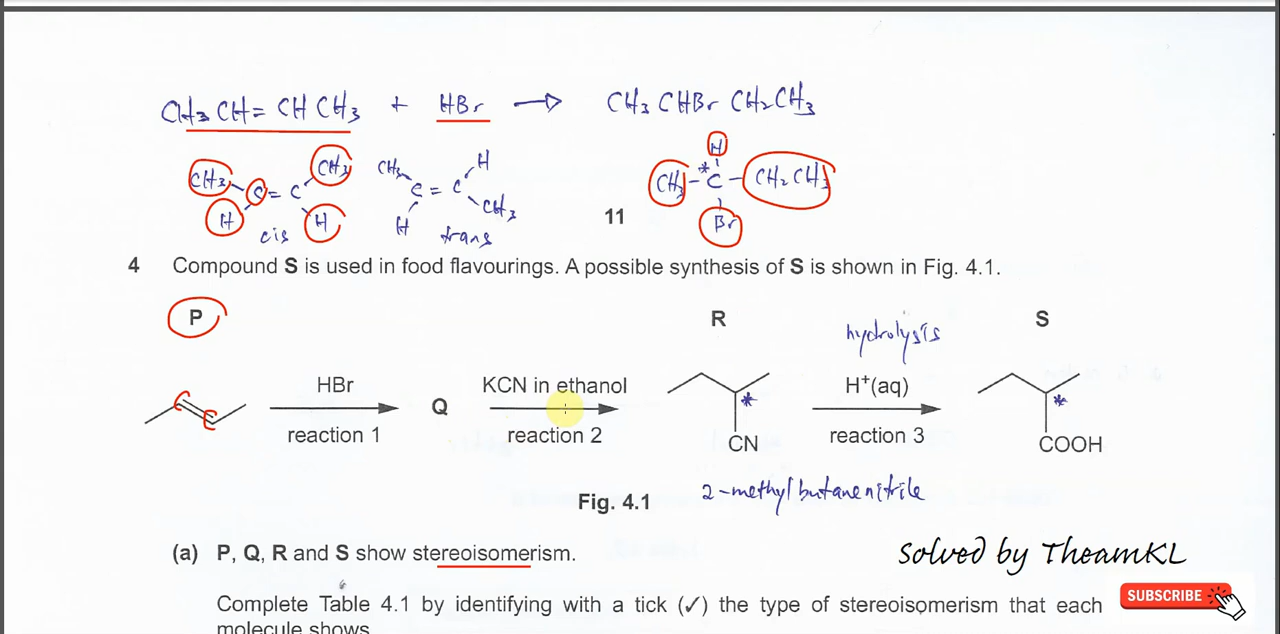 CH3CH=CHCH3 + HBr → CH3CHBrCH2CH3
CH3 CH3 CH3 H H
C = C C = C CH3 - *C - CH2CH3
H H H CH3 Br
cis trans
11
4 Compound S is used in food flavourings. A possible synthesis of S is shown in Fig. 4.1.
P R hydrolysis S
HBr KCN in ethanol H+(aq)
Q * *
reaction 1 reaction 2 CN reaction 3 COOH
2-methylbutanenitrile
Fig. 4.1
(a) P, Q, R and S show stereoisomerism.
Solved by TheamKL
SUBSCRIBE
Complete Table 4.1 by identifying with a tick (✓) the type of stereoisomerism that each
molecule shows.